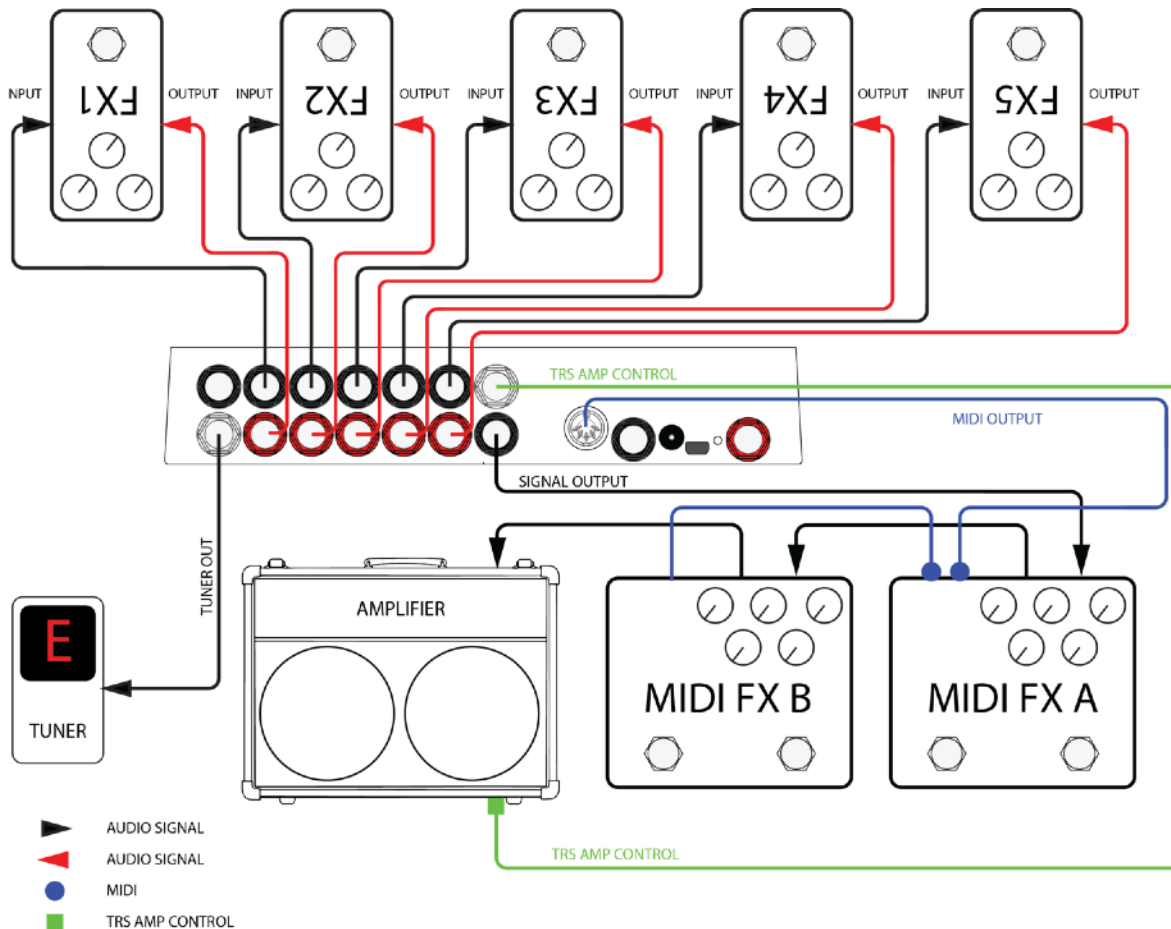 FX1
FX2
FX3
FX4
FX5
NPUT
OUTPUT
INPUT
OUTPUT
INPUT
OUTPUT
INPUT
OUTPUT
INPUT
OUTPUT
TRS AMP CONTROL
MIDI OUTPUT
SIGNAL OUTPUT
TUNER OUT
AMPLIFIER
E
TUNER
MIDI FX B
MIDI FX A
TRS AMP CONTROL
AUDIO SIGNAL
AUDIO SIGNAL
MIDI
TRS AMP CONTROL